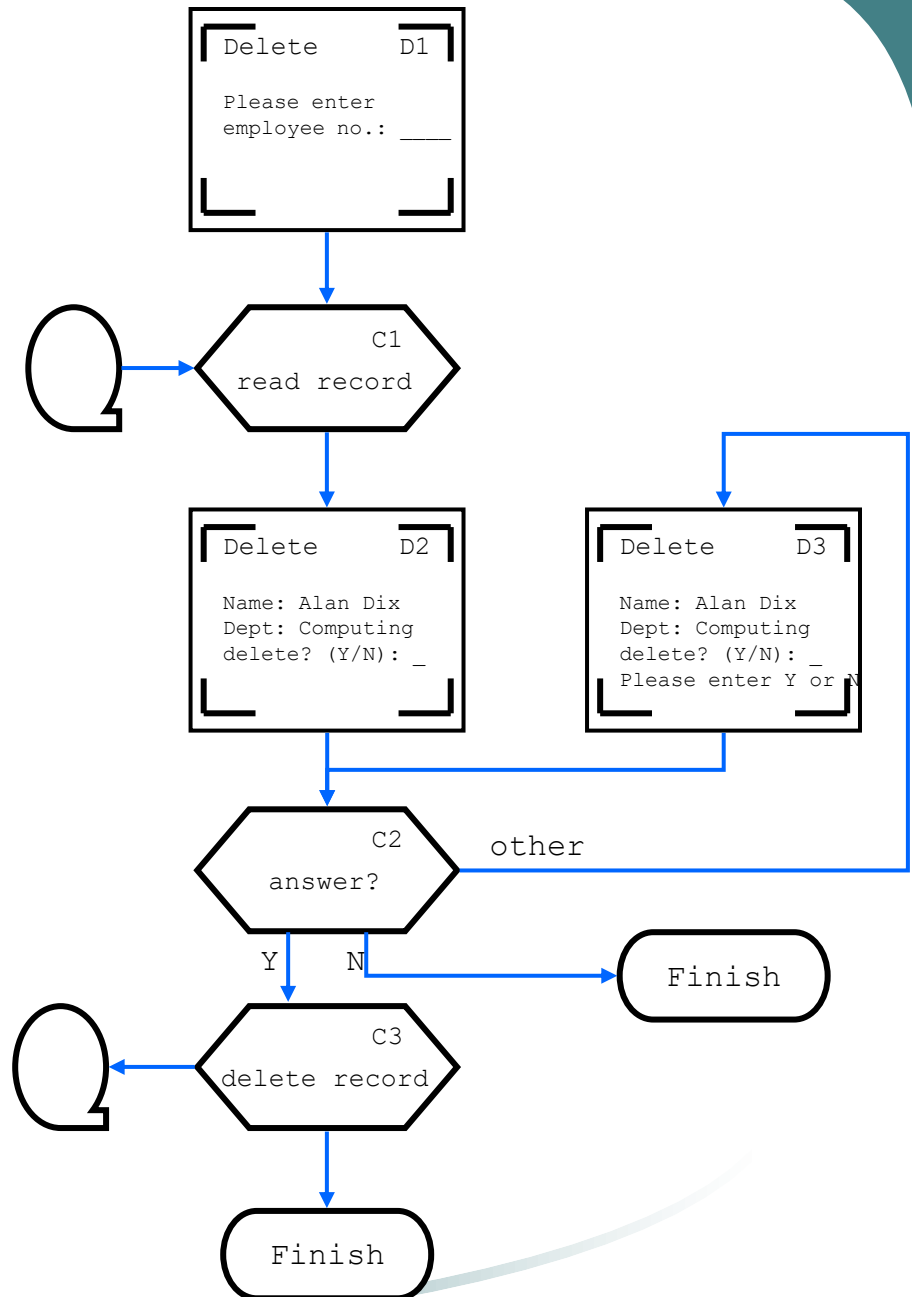 Delete D1
Please enter
employee no.: ____
C1
read record
Delete D2
Name: Alan Dix
Dept: Computing
delete? (Y/N): _
Delete D3
Name: Alan Dix
Dept: Computing
delete? (Y/N): _
Please enter Y or N
C2
answer?
other
Y N
Finish
C3
delete record
Finish